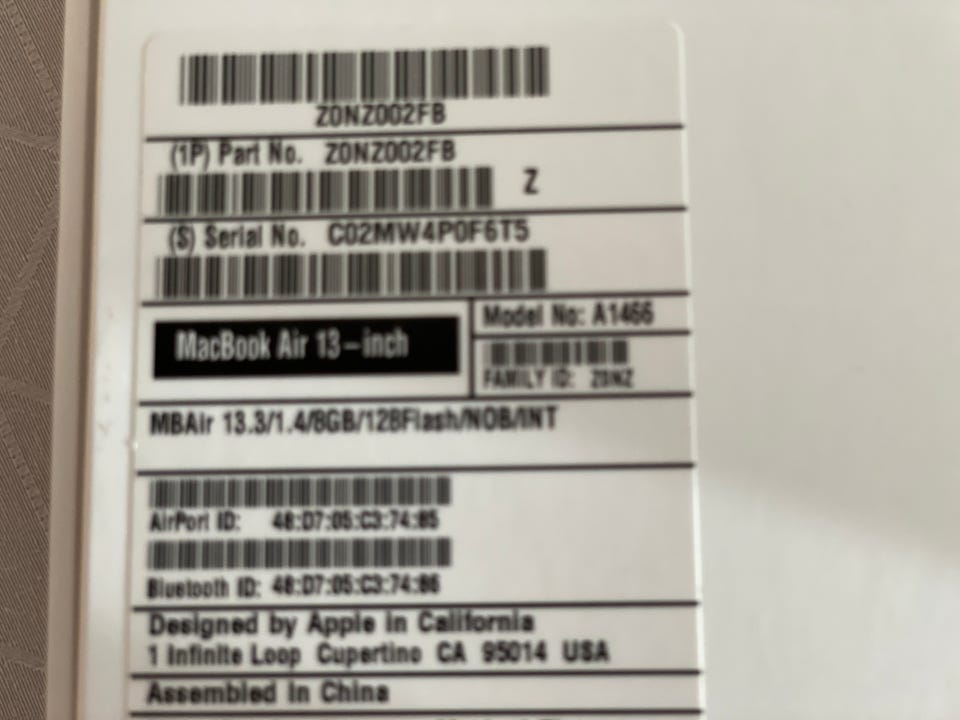 Z0NZ002FB
(1P) Part No. Z0NZ002FB
Z
(S) Serial No. C02MW4P0F6T5
MacBook Air 13-inch
Model No: A1466
FAMILY ID: Z0NZ
MBAir 13.3/1.4/8GB/128Flash/NOB/INT
AirPort ID: 48:D7:05:C3:74:85
Bluetooth ID: 48:D7:05:C3:74:86
Designed by Apple in California
1 Infinite Loop Cupertino CA 95014 USA
Assembled in China